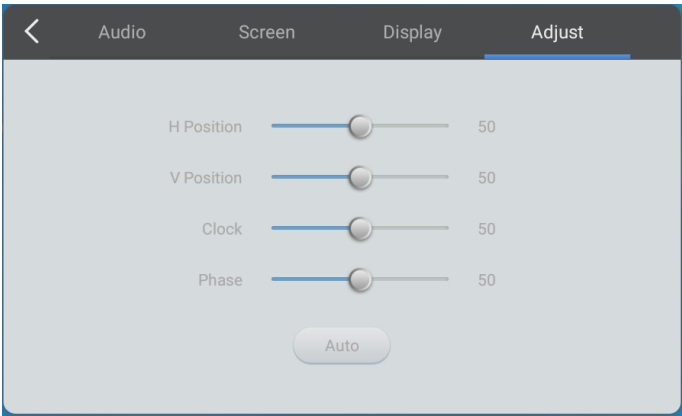 Audio Screen Display Adjust
H Position 50
V Position 50
Clock 50
Phase 50
Auto